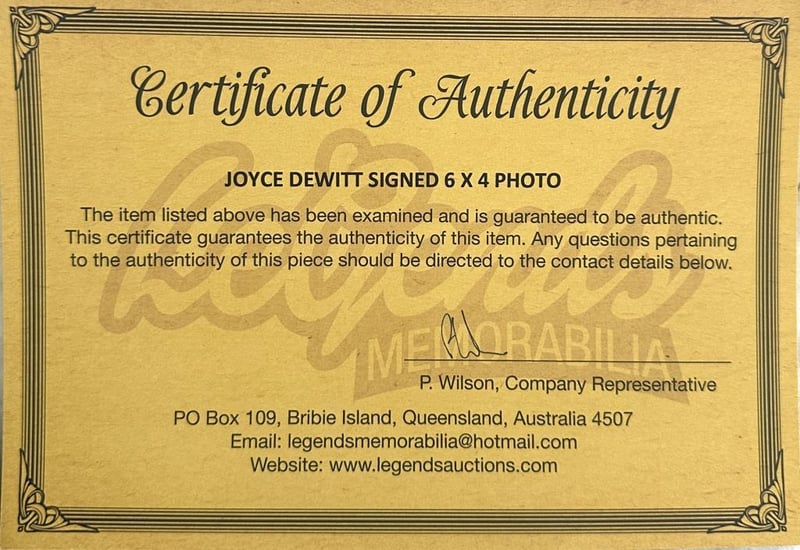 Certificate of Authenticity
JOYCE DEWITT SIGNED 6 X 4 PHOTO
The item listed above has been examined and is guaranteed to be authentic.
This certificate guarantees the authenticity of this item. Any questions pertaining
to the authenticity of this piece should be directed to the contact details below.
Legends
MEMORABILIA
P. Wilson, Company Representative
PO Box 109, Bribie Island, Queensland, Australia 4507
Email: legendsmemorabilia@hotmail.com
Website: www.legendsauctions.com